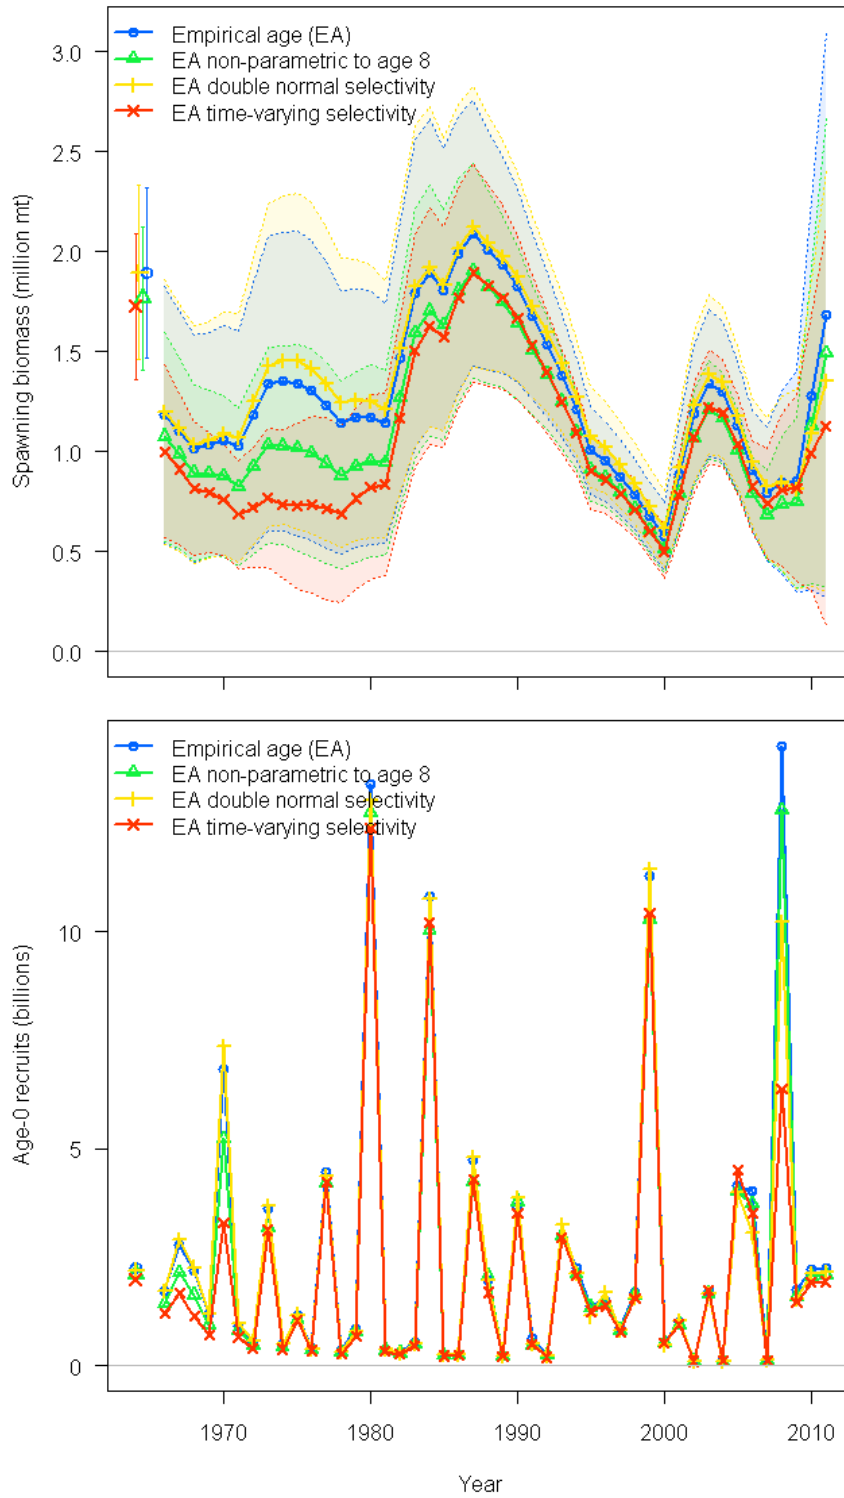 Empirical age (EA)
EA non-parametric to age 8
EA double normal selectivity
EA time-varying selectivity
Spawning biomass (million mt)
3.0
2.5
2.0
1.5
1.0
0.5
0.0
Empirical age (EA)
EA non-parametric to age 8
EA double normal selectivity
EA time-varying selectivity
Age-0 recruits (billions)
10
5
0
1970 1980 1990 2000 2010
Year